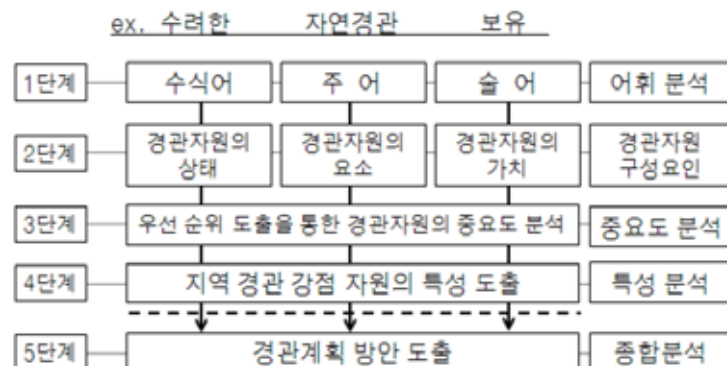 ex. 수려한 자연경관 보유
1단계 수식어 주 어 술 어 어휘 분석
2단계 경관자원의 상태 경관자원의 요소 경관자원의 가치 경관자원 구성요인
3단계 우선 순위 도출을 통한 경관자원의 중요도 분석 중요도 분석
4단계 지역 경관 강점 자원의 특성 도출 특성 분석
5단계 경관계획 방안 도출 종합분석